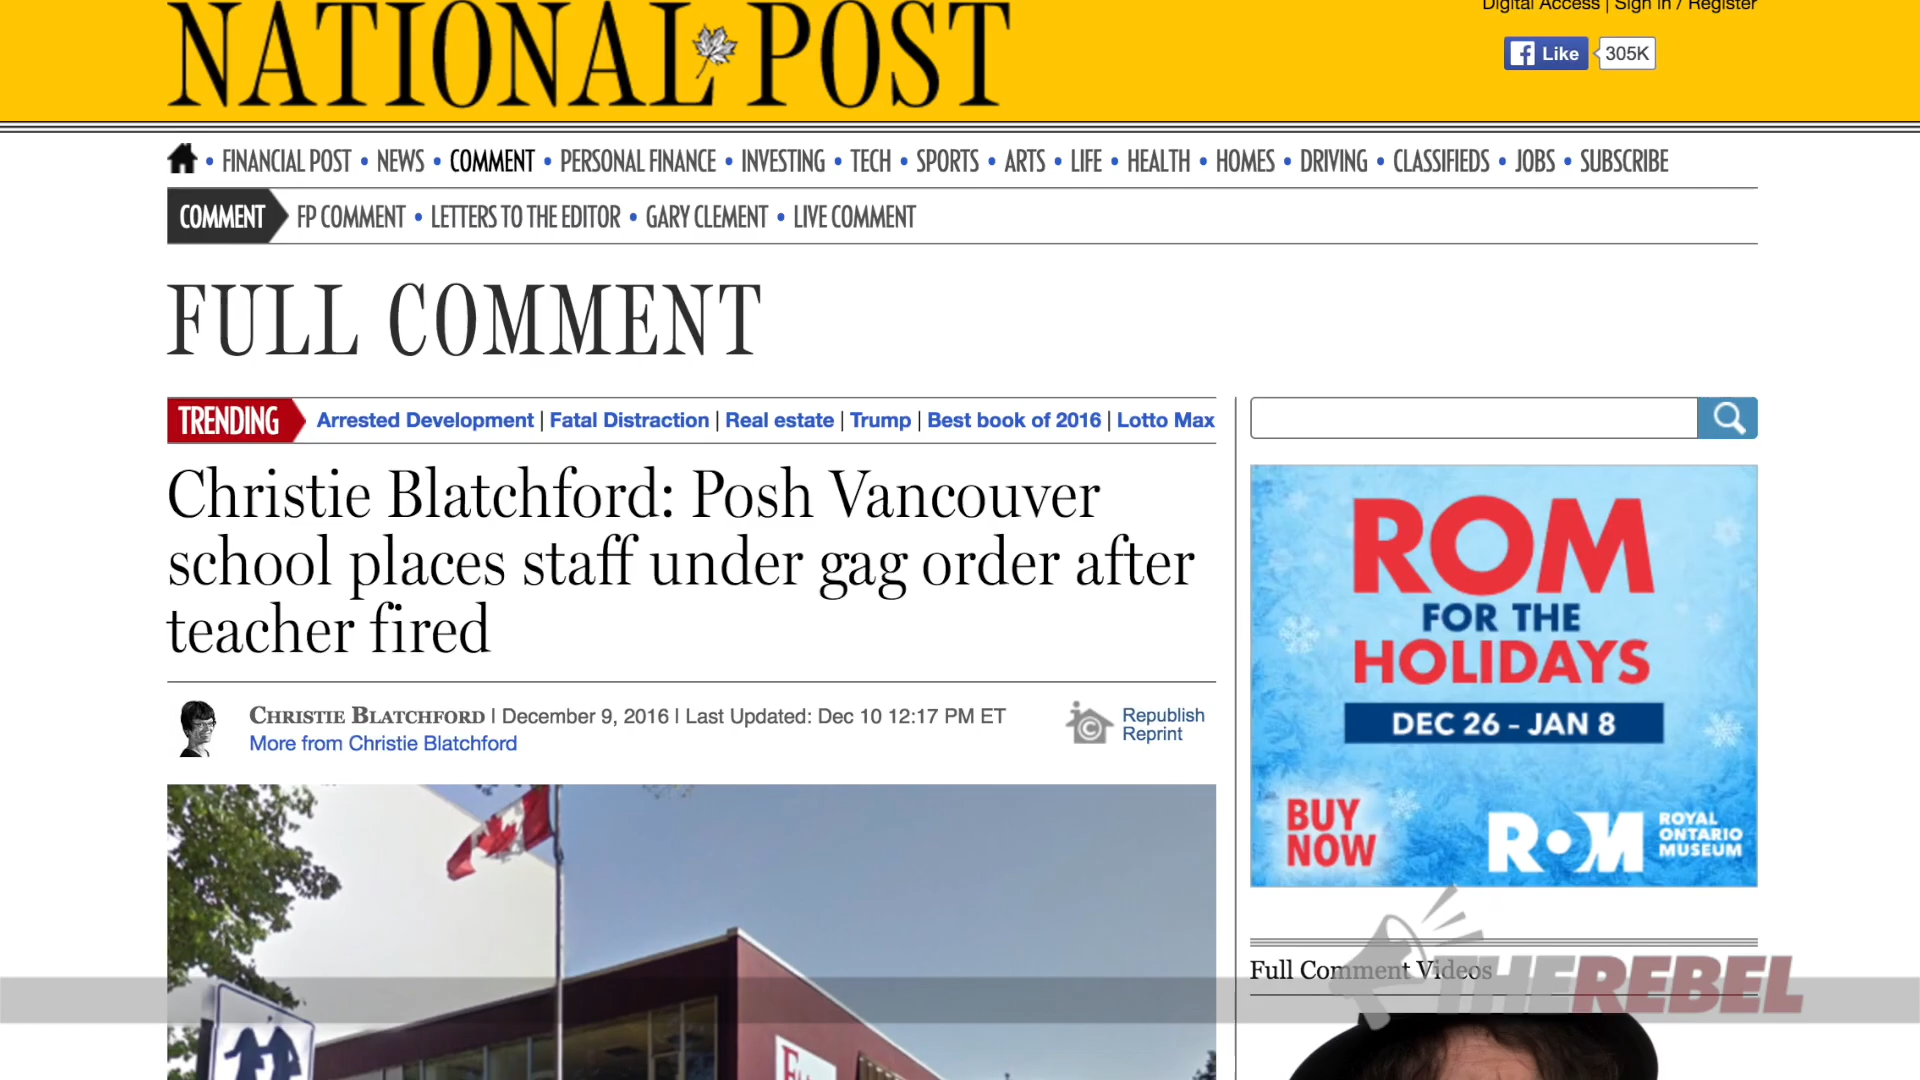 NATIONAL POST
Digital Access | Sign in / Register
Like 305K
• FINANCIAL POST • NEWS • COMMENT • PERSONAL FINANCE • INVESTING • TECH • SPORTS • ARTS • LIFE • HEALTH • HOMES • DRIVING • CLASSIFIEDS • JOBS • SUBSCRIBE
COMMENT FP COMMENT • LETTERS TO THE EDITOR • GARY CLEMENT • LIVE COMMENT
FULL COMMENT
TRENDING Arrested Development | Fatal Distraction | Real estate | Trump | Best book of 2016 | Lotto Max
Christie Blatchford: Posh Vancouver
school places staff under gag order after
teacher fired
CHRISTIE BLATCHFORD | December 9, 2016 | Last Updated: Dec 10 12:17 PM ET
More from Christie Blatchford
Republish
Reprint
ROM
FOR THE
HOLIDAYS
DEC 26 - JAN 8
BUY
NOW
ROM
ROYAL
ONTARIO
MUSEUM
Full Comment Videos
THEREBEL